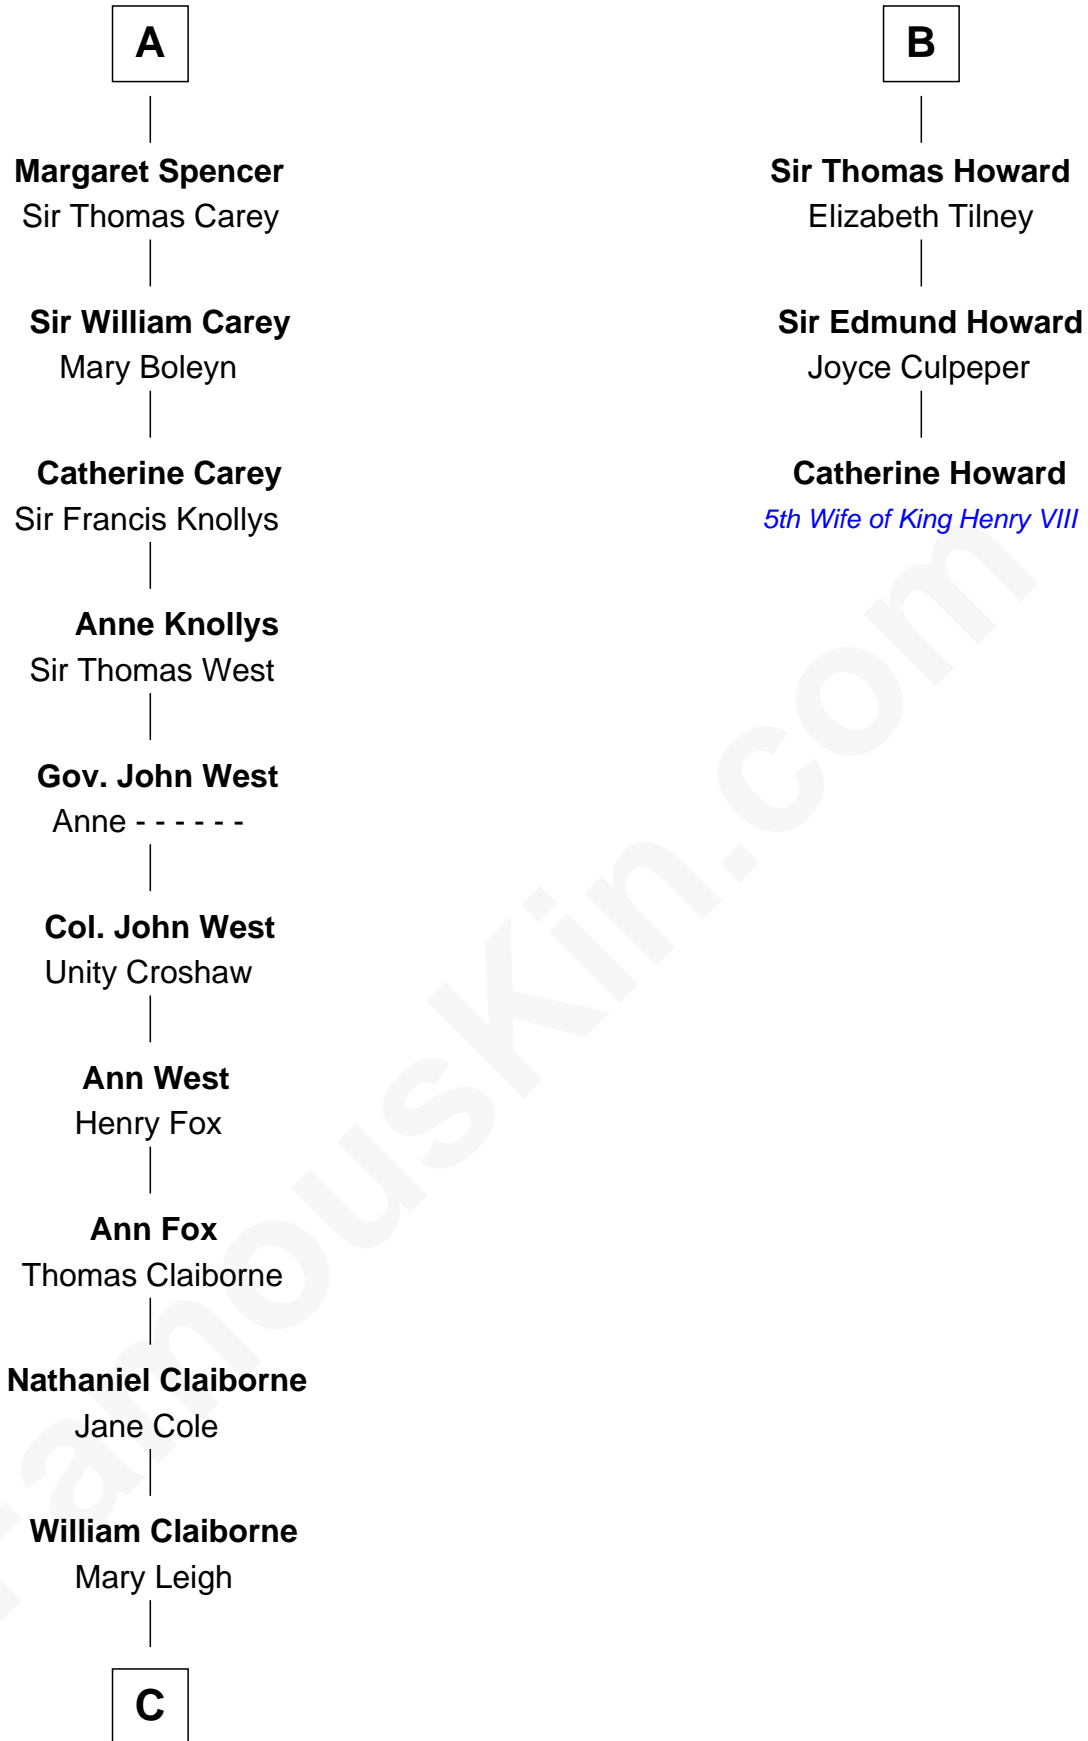 A
Margaret Spencer
Sir Thomas Carey
Sir William Carey
Mary Boleyn
Catherine Carey
Sir Francis Knollys
Anne Knollys
Sir Thomas West
Gov. John West
Anne - - - - - -
Col. John West
Unity Croshaw
Ann West
Henry Fox
Ann Fox
Thomas Claiborne
Nathaniel Claiborne
Jane Cole
William Claiborne
Mary Leigh
C
B
Sir Thomas Howard
Elizabeth Tilney
Sir Edmund Howard
Joyce Culpeper
Catherine Howard
5th Wife of King Henry VIII
FamousKin.com